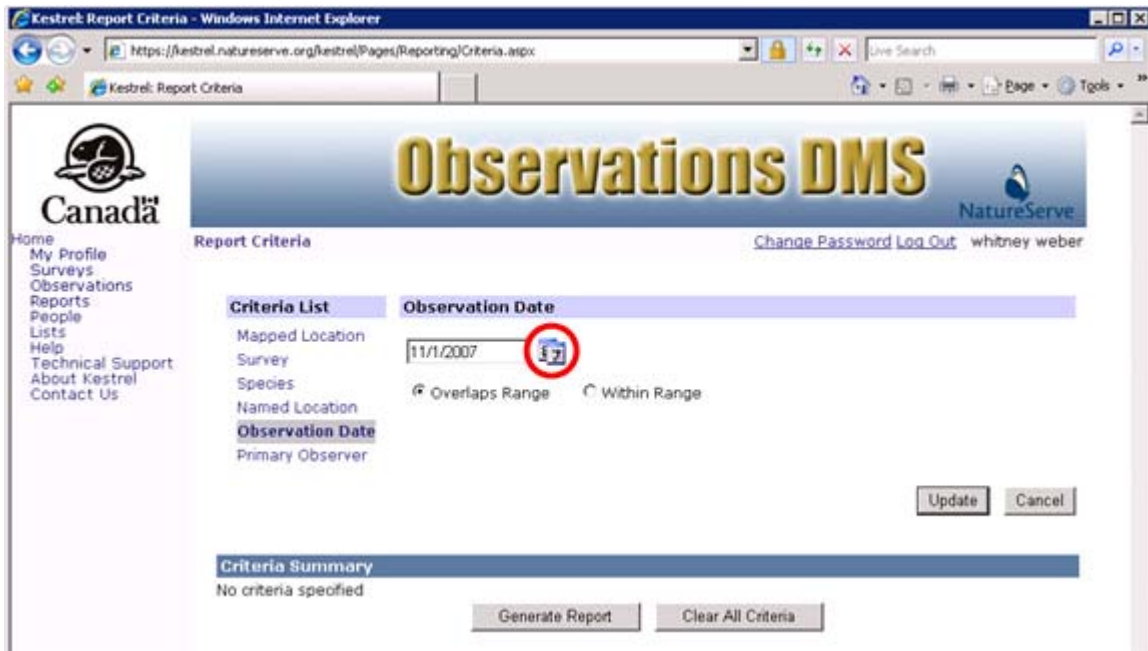 Kestrel: Report Criteria - Windows Internet Explorer
https://kestrel.natureserve.org/kestrel/Pages/Reporting/Criteria.aspx
Live Search
Kestrel: Report Criteria
Page
Tools
Canada
Observations DMS
NatureServe
Home
My Profile
Surveys
Observations
Reports
People
Lists
Help
Technical Support
About Kestrel
Contact Us
Report Criteria
Change Password Log Out whitney weber
Criteria List
Mapped Location
Survey
Species
Named Location
Observation Date
Primary Observer
Observation Date
11/1/2007
Overlaps Range Within Range
Update Cancel
Criteria Summary
No criteria specified
Generate Report Clear All Criteria